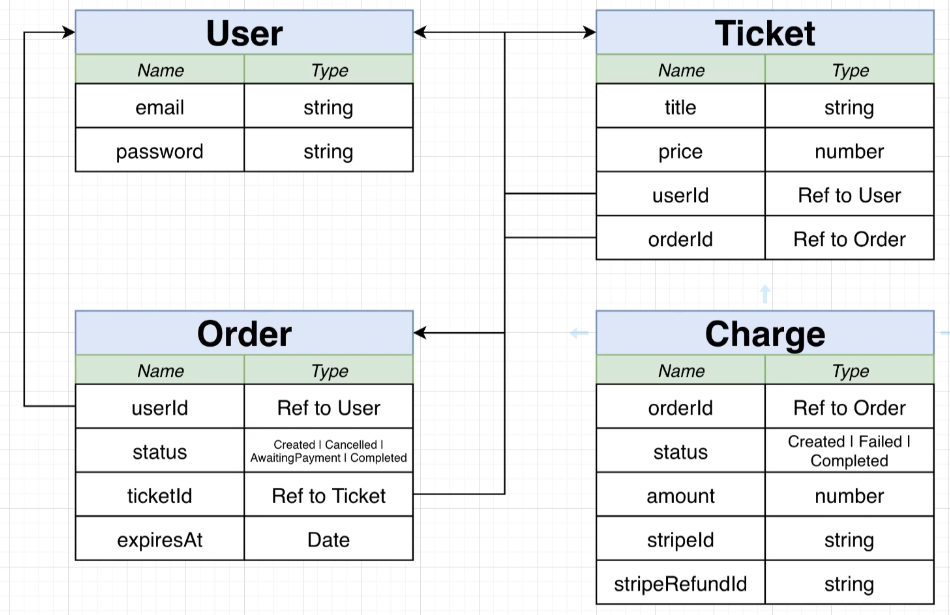 User
Name Type
email string
password string
Ticket
Name Type
title string
price number
userId Ref to User
orderId Ref to Order
Order
Name Type
userId Ref to User
status Created | Cancelled |
AwaitingPayment | Completed
ticketId Ref to Ticket
expiresAt Date
Charge
Name Type
orderId Ref to Order
status Created | Failed |
Completed
amount number
stripeId string
stripeRefundId string